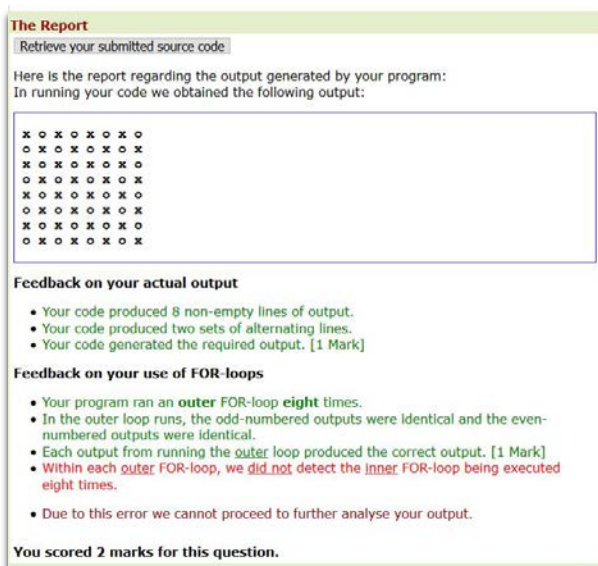 The Report
Retrieve your submitted source code
Here is the report regarding the output generated by your program:
In running your code we obtained the following output:
x o x o x o x o
o x o x o x o x
x o x o x o x o
o x o x o x o x
x o x o x o x o
o x o x o x o x
x o x o x o x o
o x o x o x o x
Feedback on your actual output
• Your code produced 8 non-empty lines of output.
• Your code produced two sets of alternating lines.
• Your code generated the required output. [1 Mark]
Feedback on your use of FOR-loops
• Your program ran an outer FOR-loop eight times.
• In the outer loop runs, the odd-numbered outputs were identical and the even-
numbered outputs were identical.
• Each output from running the outer loop produced the correct output. [1 Mark]
• Within each outer FOR-loop, we did not detect the inner FOR-loop being executed
eight times.
• Due to this error we cannot proceed to further analyse your output.
You scored 2 marks for this question.